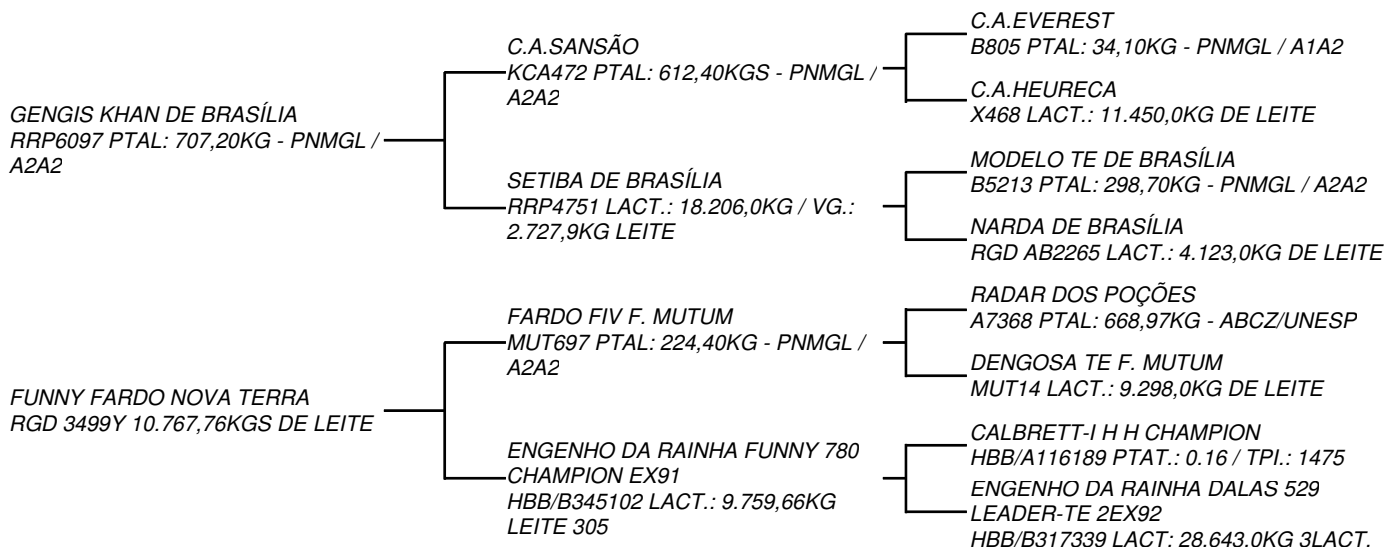 GENGIS KHAN DE BRASÍLIA
RRP6097 PTAL: 707,20KG - PNMGL /
A2A2
C.A.SANSÃO
KCA472 PTAL: 612,40KGS - PNMGL /
A2A2
C.A.EVEREST
B805 PTAL: 34,10KG - PNMGL / A1A2
C.A.HEURECA
X468 LACT.: 11.450,0KG DE LEITE
SETIBA DE BRASÍLIA
RRP4751 LACT.: 18.206,0KG / VG.:
2.727,9KG LEITE
MODELO TE DE BRASÍLIA
B5213 PTAL: 298,70KG - PNMGL / A2A2
NARDA DE BRASÍLIA
RGD AB2265 LACT.: 4.123,0KG DE LEITE
FUNNY FARDO NOVA TERRA
RGD 3499Y 10.767,76KGS DE LEITE
FARDO FIV F. MUTUM
MUT697 PTAL: 224,40KG - PNMGL /
A2A2
RADAR DOS POÇÕES
A7368 PTAL: 668,97KG - ABCZ/UNESP
DENGOSA TE F. MUTUM
MUT14 LACT.: 9.298,0KG DE LEITE
ENGENHO DA RAINHA FUNNY 780
CHAMPION EX91
HBB/B345102 LACT.: 9.759,66KG
LEITE 305
CALBRETT-I H H CHAMPION
HBB/A116189 PTAT.: 0.16 / TPI.: 1475
ENGENHO DA RAINHA DALAS 529
LEADER-TE 2EX92
HBB/B317339 LACT: 28.643,0KG 3LACT.